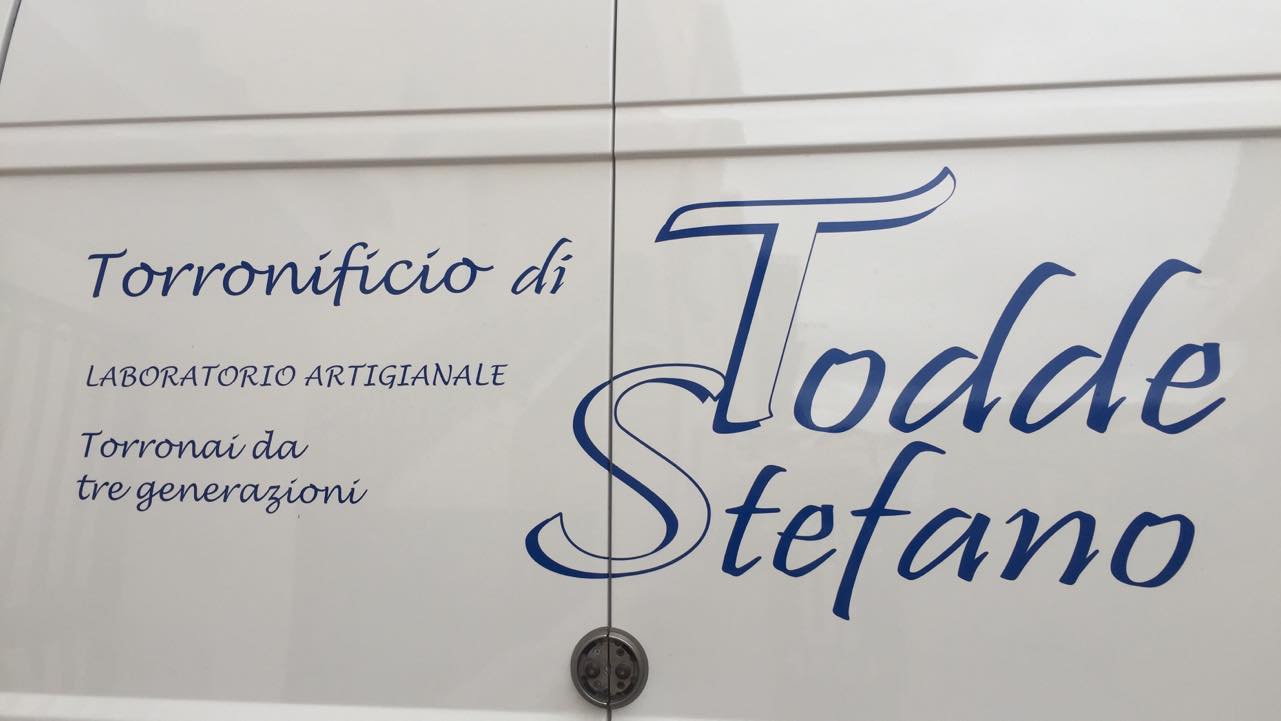 Torronificio di
LABORATORIO ARTIGIANALE
Torronai da
tre generazioni
Todde
Stefano